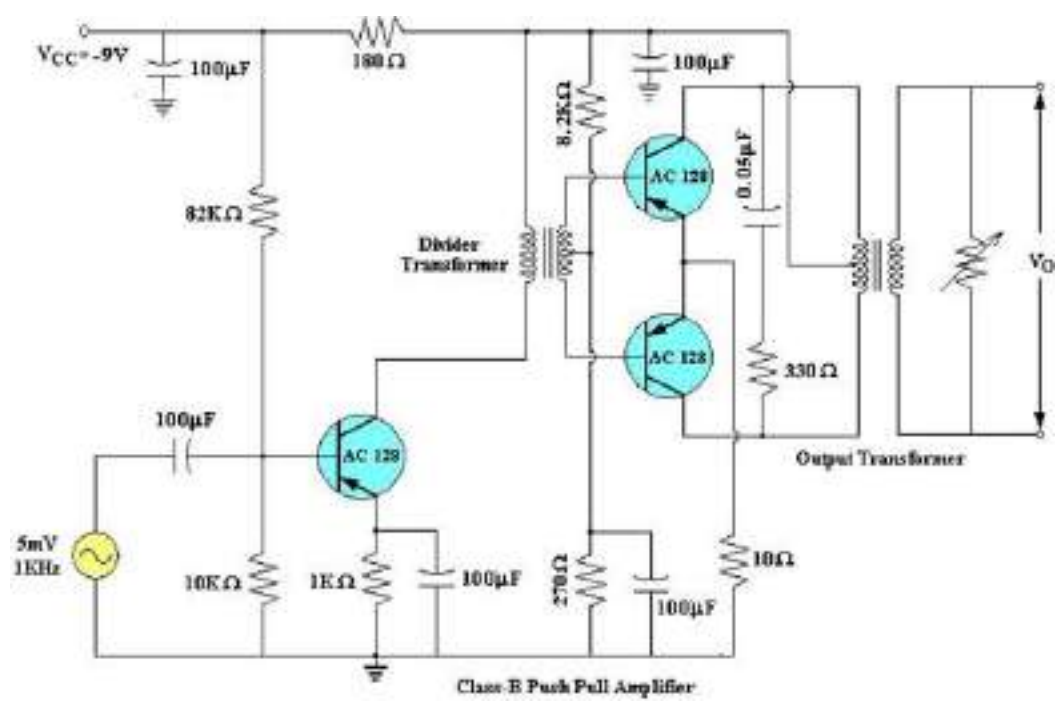 VCC= -9V
100µF
180Ω
100µF
8.2KΩ
AC 128
0.05µF
82KΩ
Divider
Transformer
VO
AC 128
330Ω
100µF
AC 128
Output Transformer
5mV
1KHz
10KΩ
1KΩ
100µF
270Ω
100µF
18Ω
Class-B Push Pull Amplifier